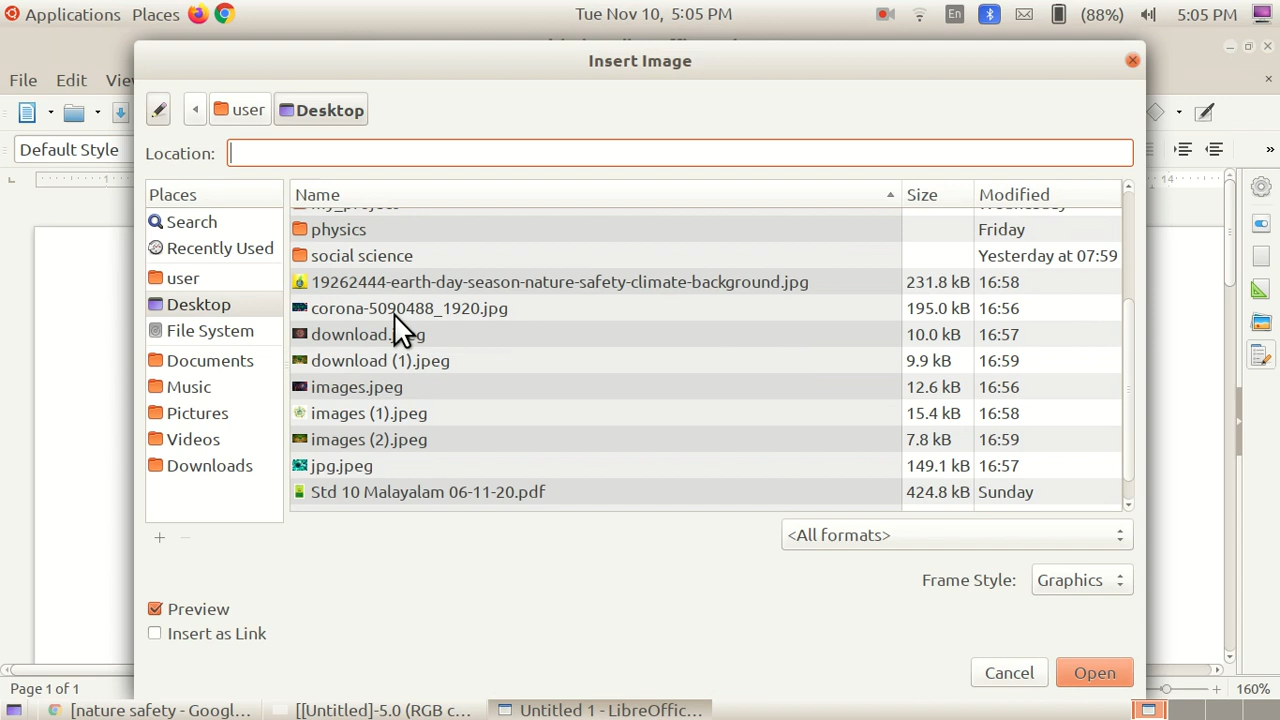 Applications Places Tue Nov 10, 5:05 PM En (88%) 5:05 PM
Insert Image
File Edit
user Desktop
Location:
Default Style
Places Name Size Modified
Search
Recently Used
user
Desktop
File System
Documents
Music
Pictures
Videos
Downloads
physics Friday
social science Yesterday at 07:59
19262444-earth-day-season-nature-safety-climate-background.jpg 231.8 kB 16:58
corona-5090488_1920.jpg 195.0 kB 16:56
download.jpeg 10.0 kB 16:57
download (1).jpeg 9.9 kB 16:59
images.jpeg 12.6 kB 16:56
images (1).jpeg 15.4 kB 16:58
images (2).jpeg 7.8 kB 16:59
jpg.jpeg 149.1 kB 16:57
Std 10 Malayalam 06-11-20.pdf 424.8 kB Sunday
<All formats>
Frame Style: Graphics
Preview
Insert as Link
Cancel Open
Page 1 of 1 160%
[nature safety - Googl... [[Untitled]-5.0 (RGB c... Untitled 1 - LibreOffic...